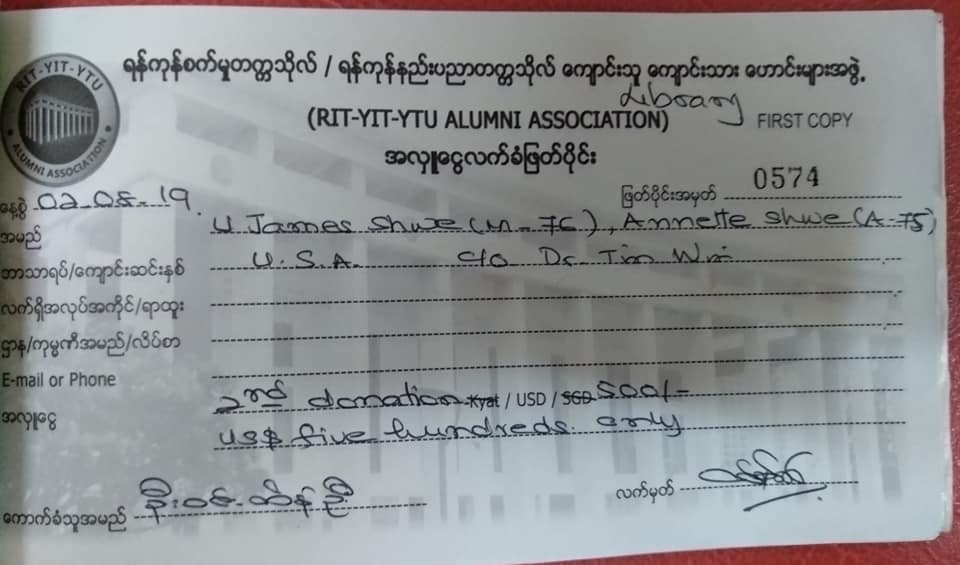 ရန်ကုန်စက်မှုတက္ကသိုလ် / ရန်ကုန်နည်းပညာတက္ကသိုလ် ကျောင်းသူ ကျောင်းသား ဟောင်းများအဖွဲ့
RIT-YIT-YTU
ALUMNI ASSOCIATION
Library
(RIT-YIT-YTU ALUMNI ASSOCIATION) FIRST COPY
အလှူငွေလက်ခံဖြတ်ပိုင်း
ဖြတ်ပိုင်းအမှတ် 0574
နေ့စွဲ 02.08.19.
အမည် U James Shwe (M-76), Annette Shwe (A-75)
ဘာသာရပ်/ကျောင်းဆင်းနှစ် U.S.A. C/O Dr. Tin Win
လက်ရှိအလုပ်အကိုင်/ရာထူး
ဌာန/ကုမ္ပဏီအမည်/လိပ်စာ
E-mail or Phone
အလှူငွေ 2nd donation Kyat / USD / SGD 500/-
US$ five hundreds only
ကောက်ခံသူအမည် လက်မှတ်